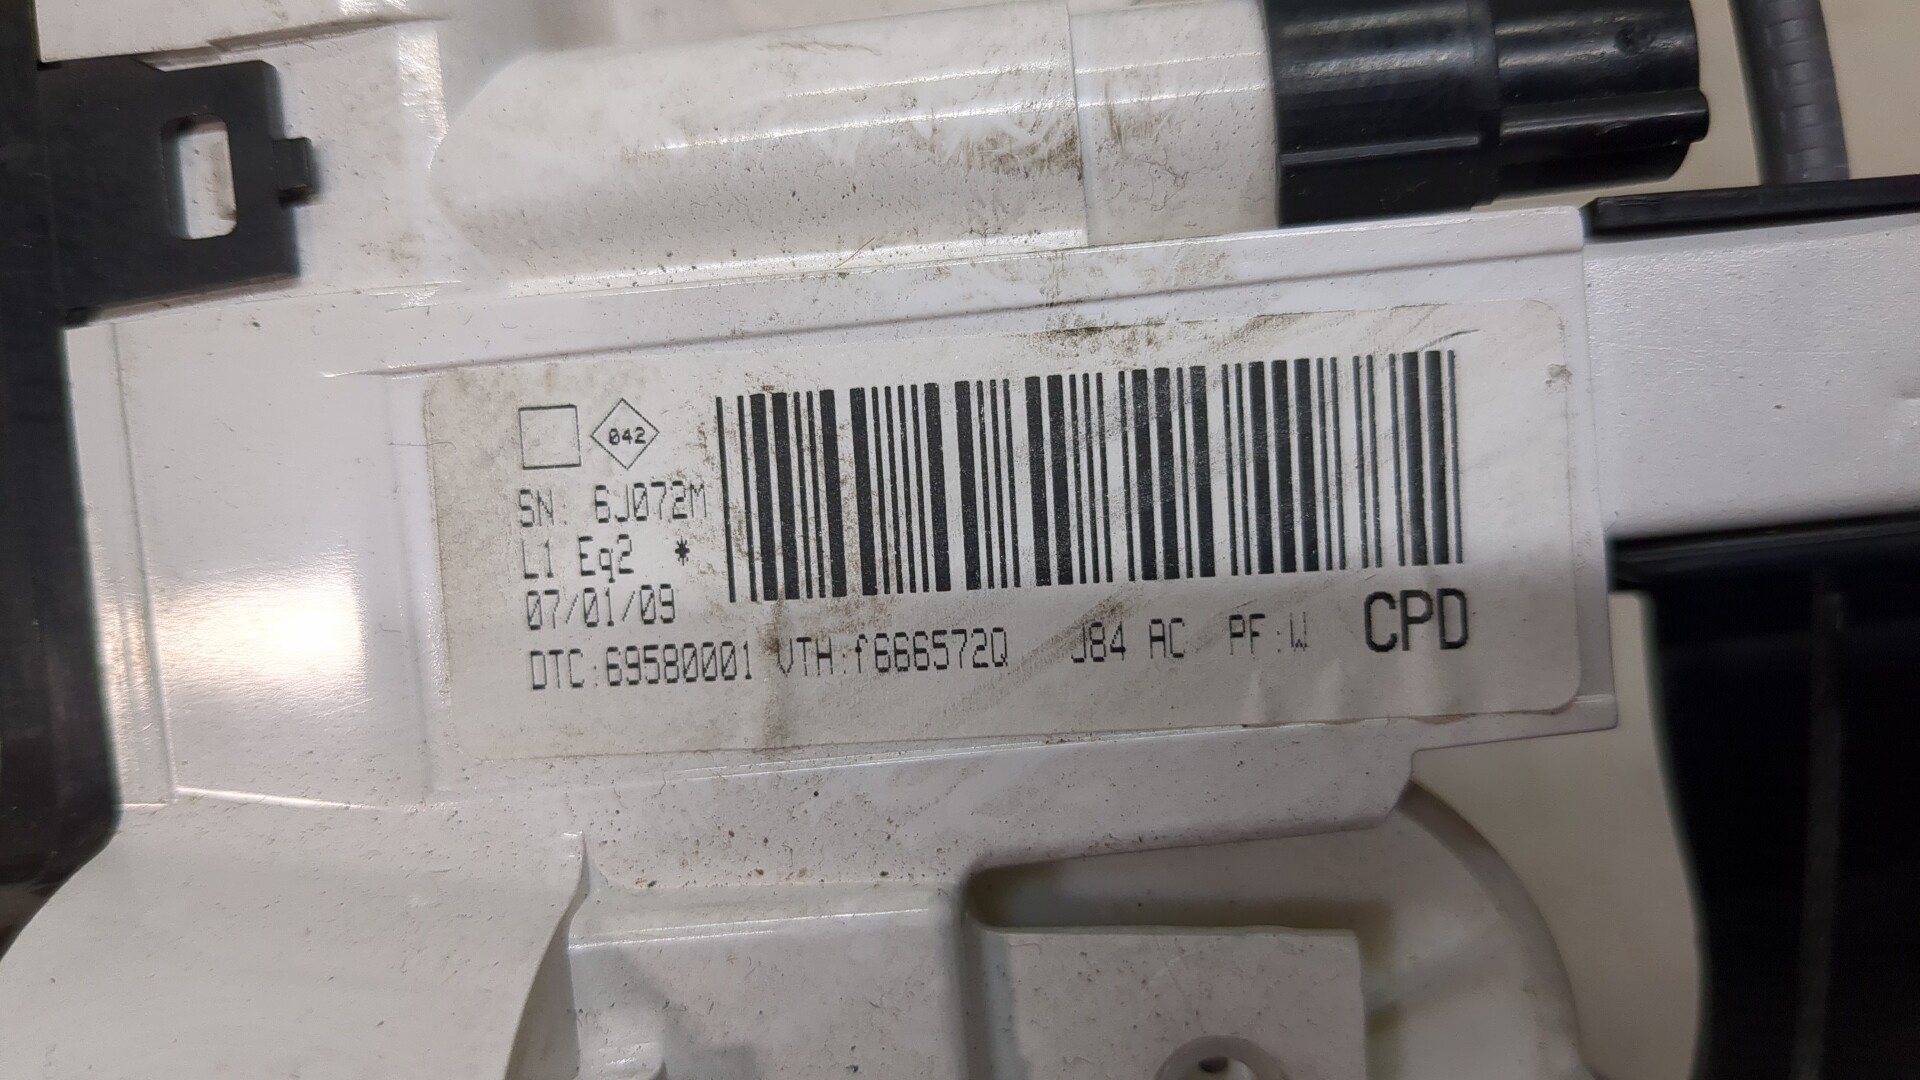 042
SN: 6J072M
L1 Eq2 *
07/01/09
DTC:69580001 VTH:f666572Q J84 AC PF:W CPD